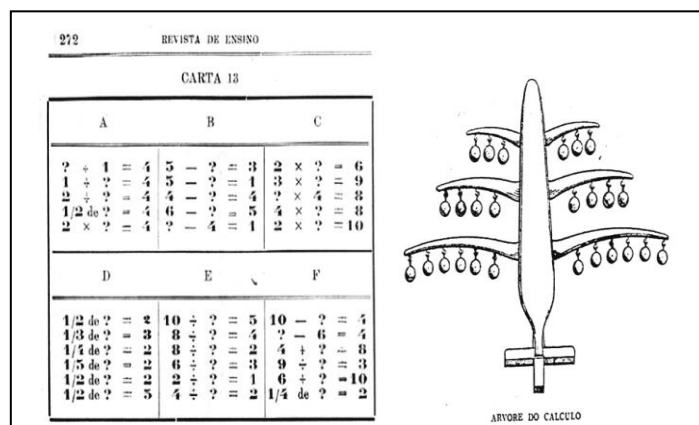 272 REVISTA DE ENSINO
CARTA 13
A B C
? ÷ 1 = 4 5 — ? = 3 2 × ? = 6
1 ÷ ? = 4 5 — ? = 1 3 × ? = 9
2 ÷ ? = 4 4 — ? = 4 ? × 4 = 8
1/2 de ? = 4 6 — ? = 5 4 × ? = 8
2 × ? = 4 ? — 4 = 1 2 × ? = 10
D E F
1/2 de ? = 2 10 ÷ ? = 5 10 — ? = 4
1/3 de ? = 3 8 ÷ ? = 4 ? — 6 = 4
1/4 de ? = 2 8 ÷ ? = 2 4 + ? = 8
1/5 de ? = 2 6 ÷ ? = 3 9 ÷ ? = 3
1/2 de ? = 2 2 ÷ ? = 1 6 ÷ ? = 10
1/2 de ? = 5 4 ÷ ? = 2 1/4 de ? = 2
ARVORE DO CALCULO